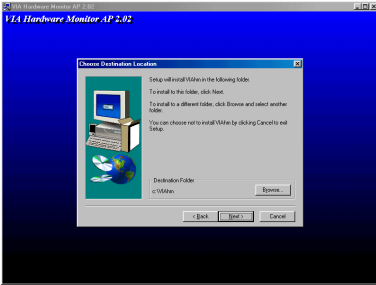 VIA Hardware Monitor AP 2.02
VIA Hardware Monitor AP 2.02
Choose Destination Location
Setup will install VIAhm in the following folder.
To install to this folder, click Next.
To install to a different folder, click Browse and select another
folder.
You can choose not to install VIAhm by clicking Cancel to exit
Setup.
Destination Folder
c:\VIAhm
Browse...
< Back
Next >
Cancel